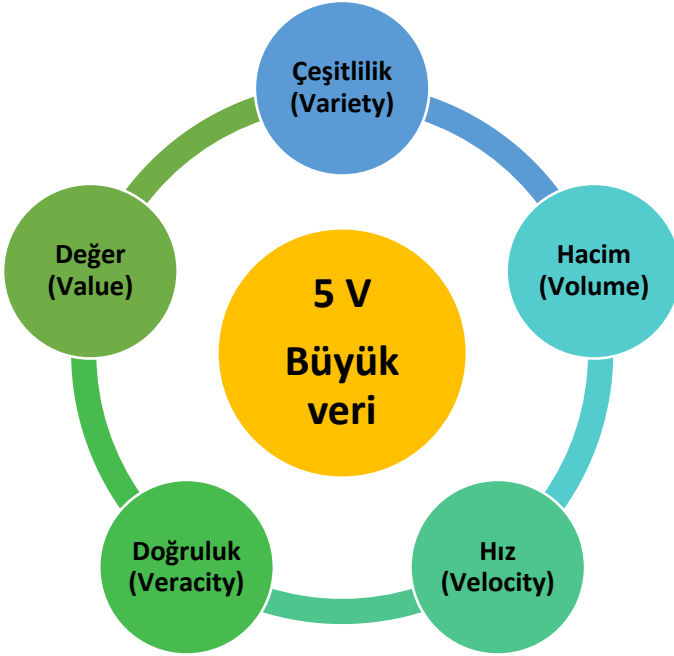 Çeşitlilik
(Variety)
Hacim
(Volume)
Hız
(Velocity)
Doğruluk
(Veracity)
Değer
(Value)
5 V
Büyük
veri